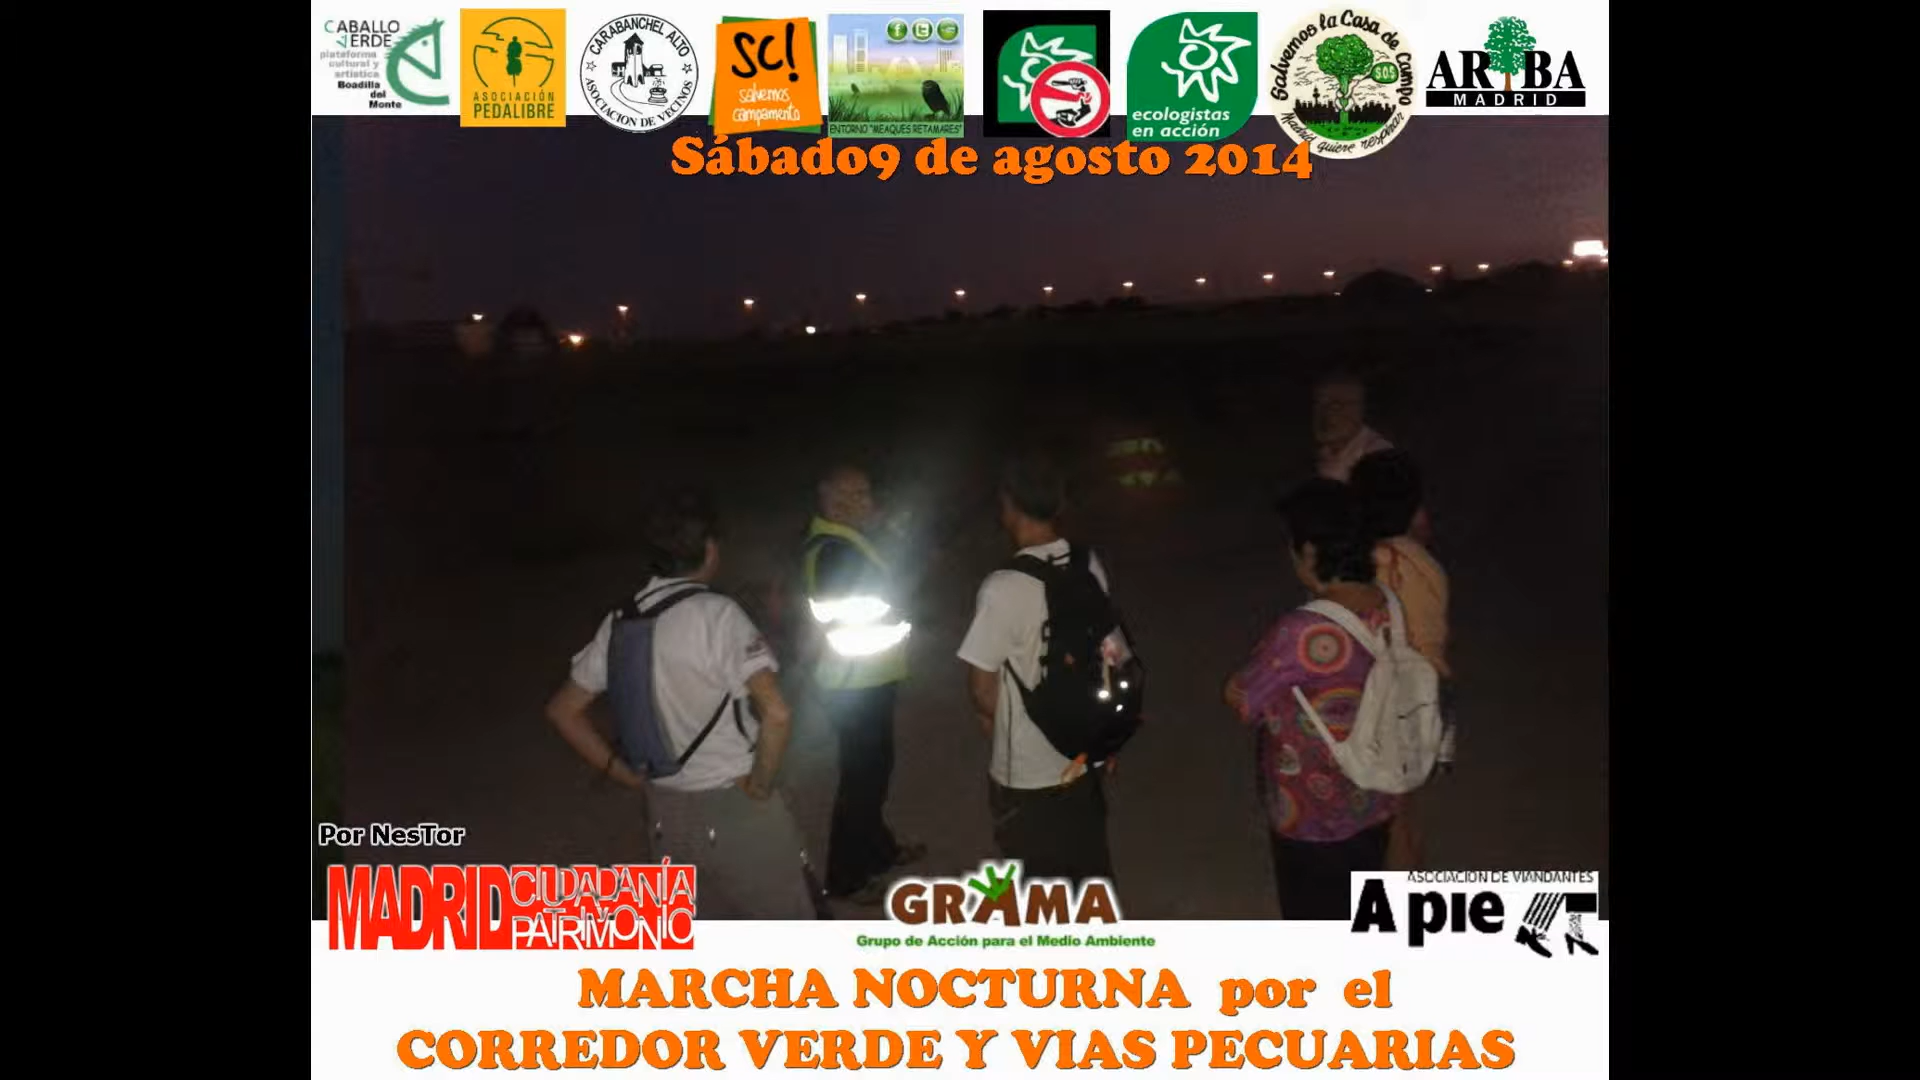 CABALLO
VERDE
plataforma
cultural y
artística
Boadilla
del
Monte
ASOCIACIÓN
PEDALIBRE
CARABANCHEL ALTO
ASOCIACION DE VECINOS
SC!
salvemos
campamento
ENTORNO "MEAQUES RETAMARES"
ecologistas
en acción
Salvemos la Casa de Campo
SOS
Madrid quiere respirar
ARBA
MADRID
Sábado9 de agosto 2014
Por NesTor
MADRID CIUDADANÍA
PATRIMONIO
GRAMA
Grupo de Acción para el Medio Ambiente
ASOCIACION DE VIANDANTES
A pie
MARCHA NOCTURNA por el
CORREDOR VERDE Y VIAS PECUARIAS